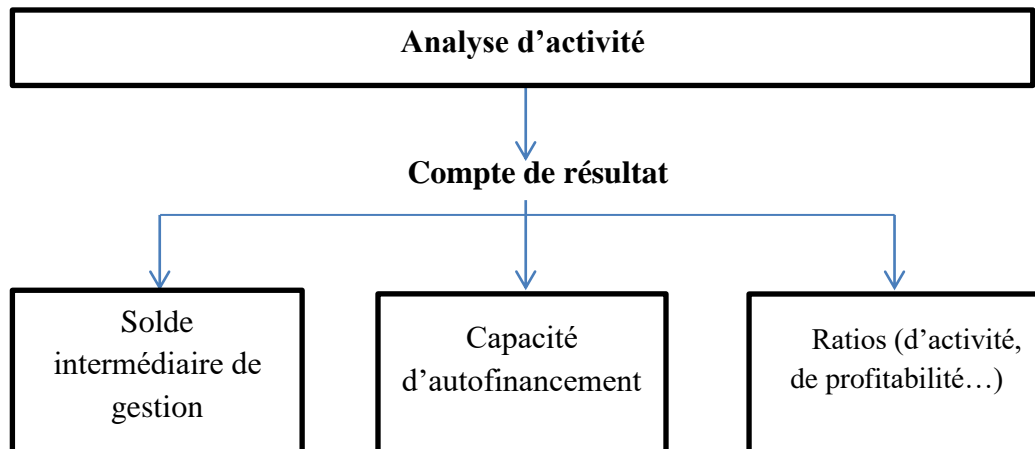 Analyse d’activité
Compte de résultat
Solde
intermédiaire de
gestion
Capacité
d’autofinancement
Ratios (d’activité,
de profitabilité…)